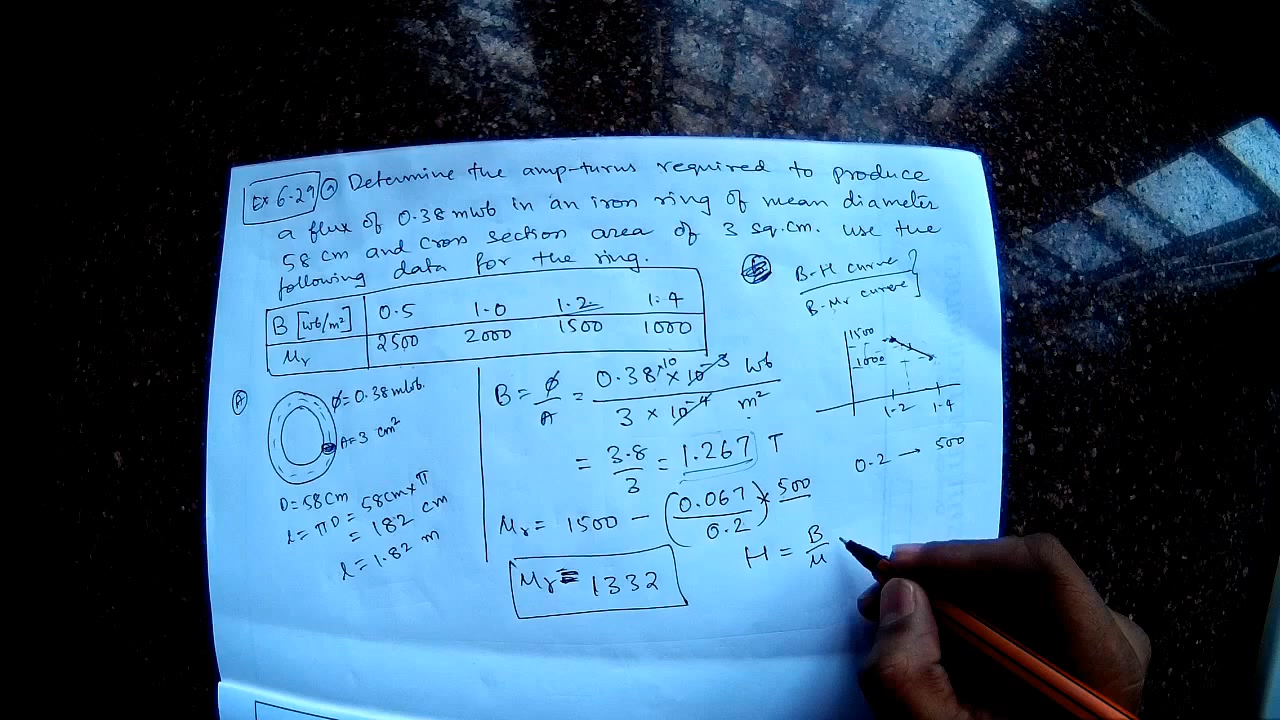 Ex 6.29 (a) Determine the amp-turns required to produce
a flux of 0.38 mwb in an iron ring of mean diameter
58 cm and cross section area of 3 sq.cm. use the
following data for the ring.
B [wb/m²] 0.5 1.0 1.2 1.4
μr 2500 2000 1500 1000
B-H curve
B-μr curve
1500
1000
1.2 1.4
0.2 → 500
(A)
φ = 0.38 mwb.
A = 3 cm²
D = 58 cm
l = πD = 58cm × π
= 182 cm
l = 1.82 m
B = φ/A = 0.38 × 10⁻³ wb / 3 × 10⁻⁴ m²
= 3.8/3 = 1.267 T
μr = 1500 - (0.067/0.2) × 500
μr = 1332
H = B/μ